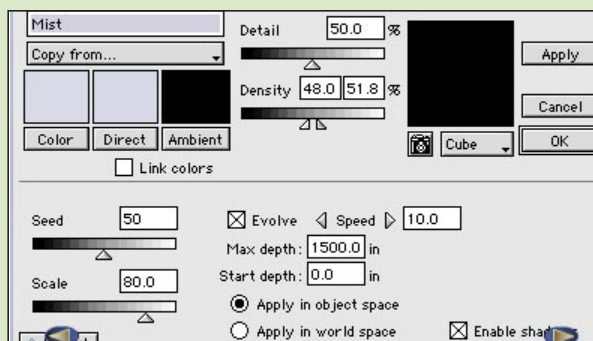 Mist
Detail 50.0 %
Copy from...
Apply
Density 48.0 51.8 %
Cancel
Color Direct Ambient
Cube OK
Link colors
Seed 50
Evolve Speed 10.0
Max depth: 1500.0 in
Scale 80.0
Start depth: 0.0 in
Apply in object space
Apply in world space
Enable